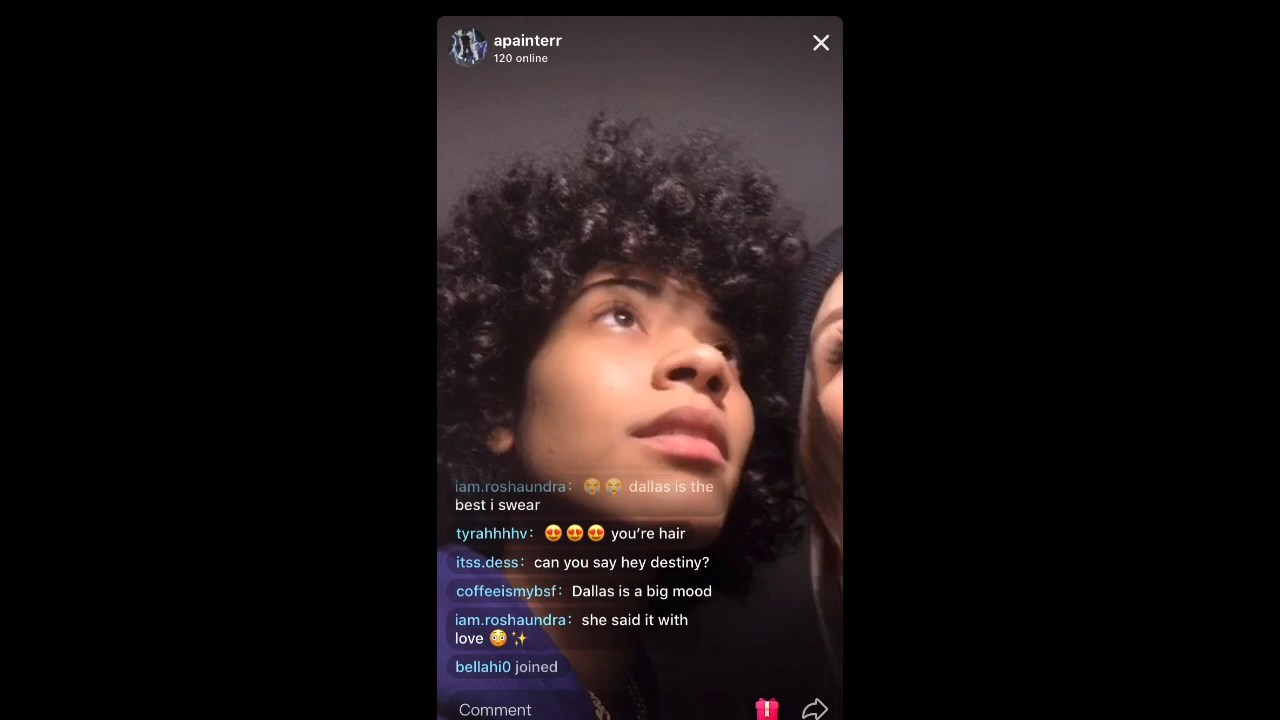 apainterr
120 online
iam.roshaundra: 😭😭 dallas is the
best i swear
tyrahhhhv: 😍😍😍 you’re hair
itss.dess: can you say hey destiny?
coffeeismybsf: Dallas is a big mood
iam.roshaundra: she said it with
love 😳✨
bellahi0 joined
Comment